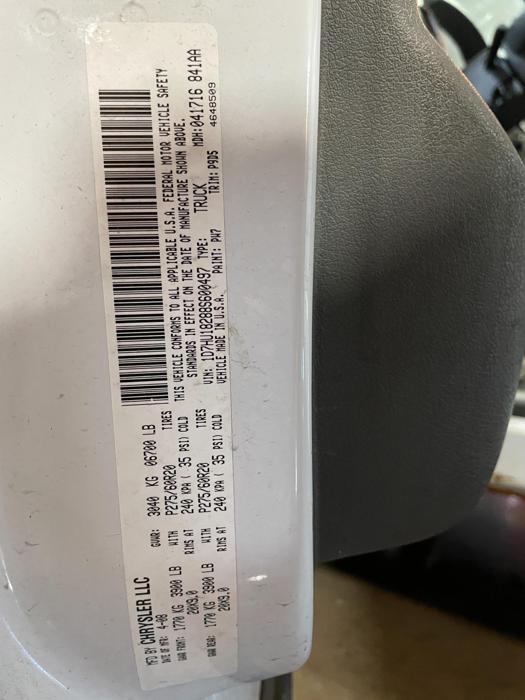 MFD BY CHRYSLER LLC
DATE OF MFR: 4-08 GVWR: 3040 KG 06700 LB
GAWR FRONT: 1770 KG 3900 LB WITH P275/60R20 TIRES
20X9.0 RIMS AT 240 KPA ( 35 PSI) COLD
GAWR REAR: 1770 KG 3900 LB WITH P275/60R20 TIRES
20X9.0 RIMS AT 240 KPA ( 35 PSI) COLD
THIS VEHICLE CONFORMS TO ALL APPLICABLE U.S.A. FEDERAL MOTOR VEHICLE SAFETY
STANDARDS IN EFFECT ON THE DATE OF MANUFACTURE SHOWN ABOVE.
VIN: 1D7HU18288S600497 TYPE: TRUCK MDH:041716 841AA
VEHICLE MADE IN U.S.A. PAINT: PW7 TRIM: P9D5 4648509